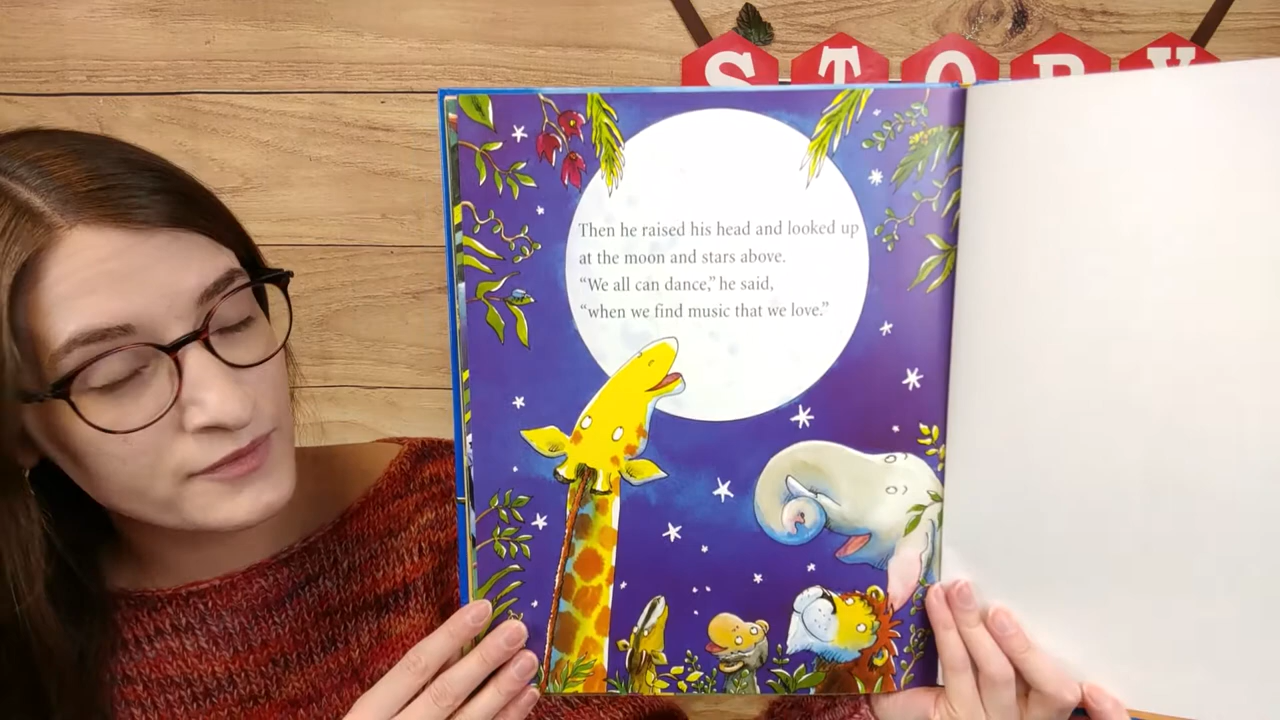 STORY
Then he raised his head and looked up
at the moon and stars above.
“We all can dance,” he said,
“when we find music that we love.”